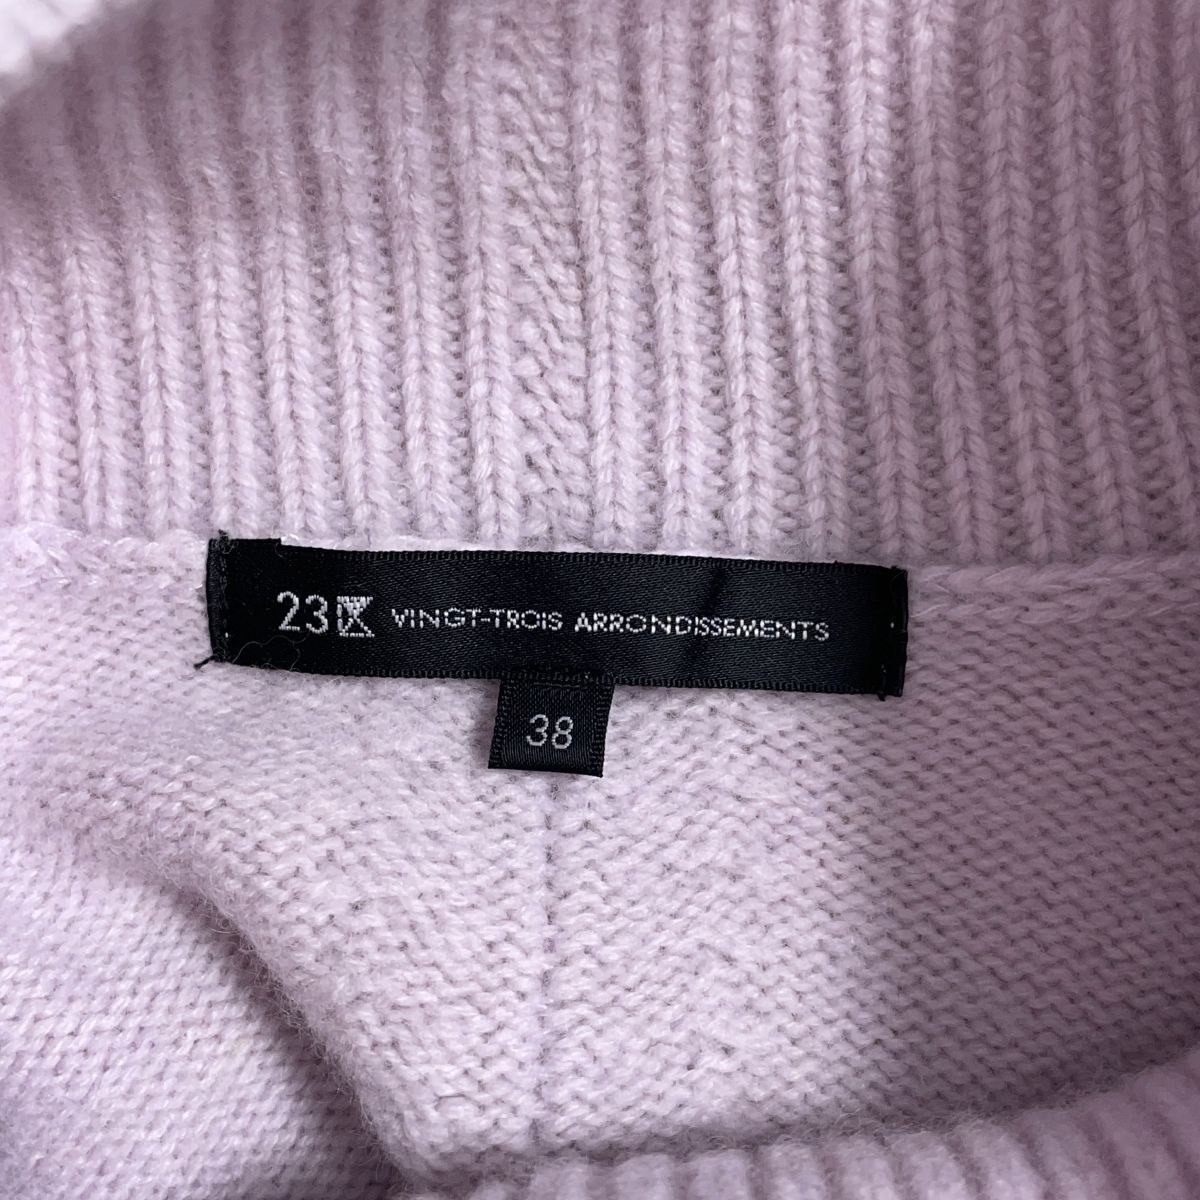 23区 VINGT-TROIS ARRONDISSEMENTS
38